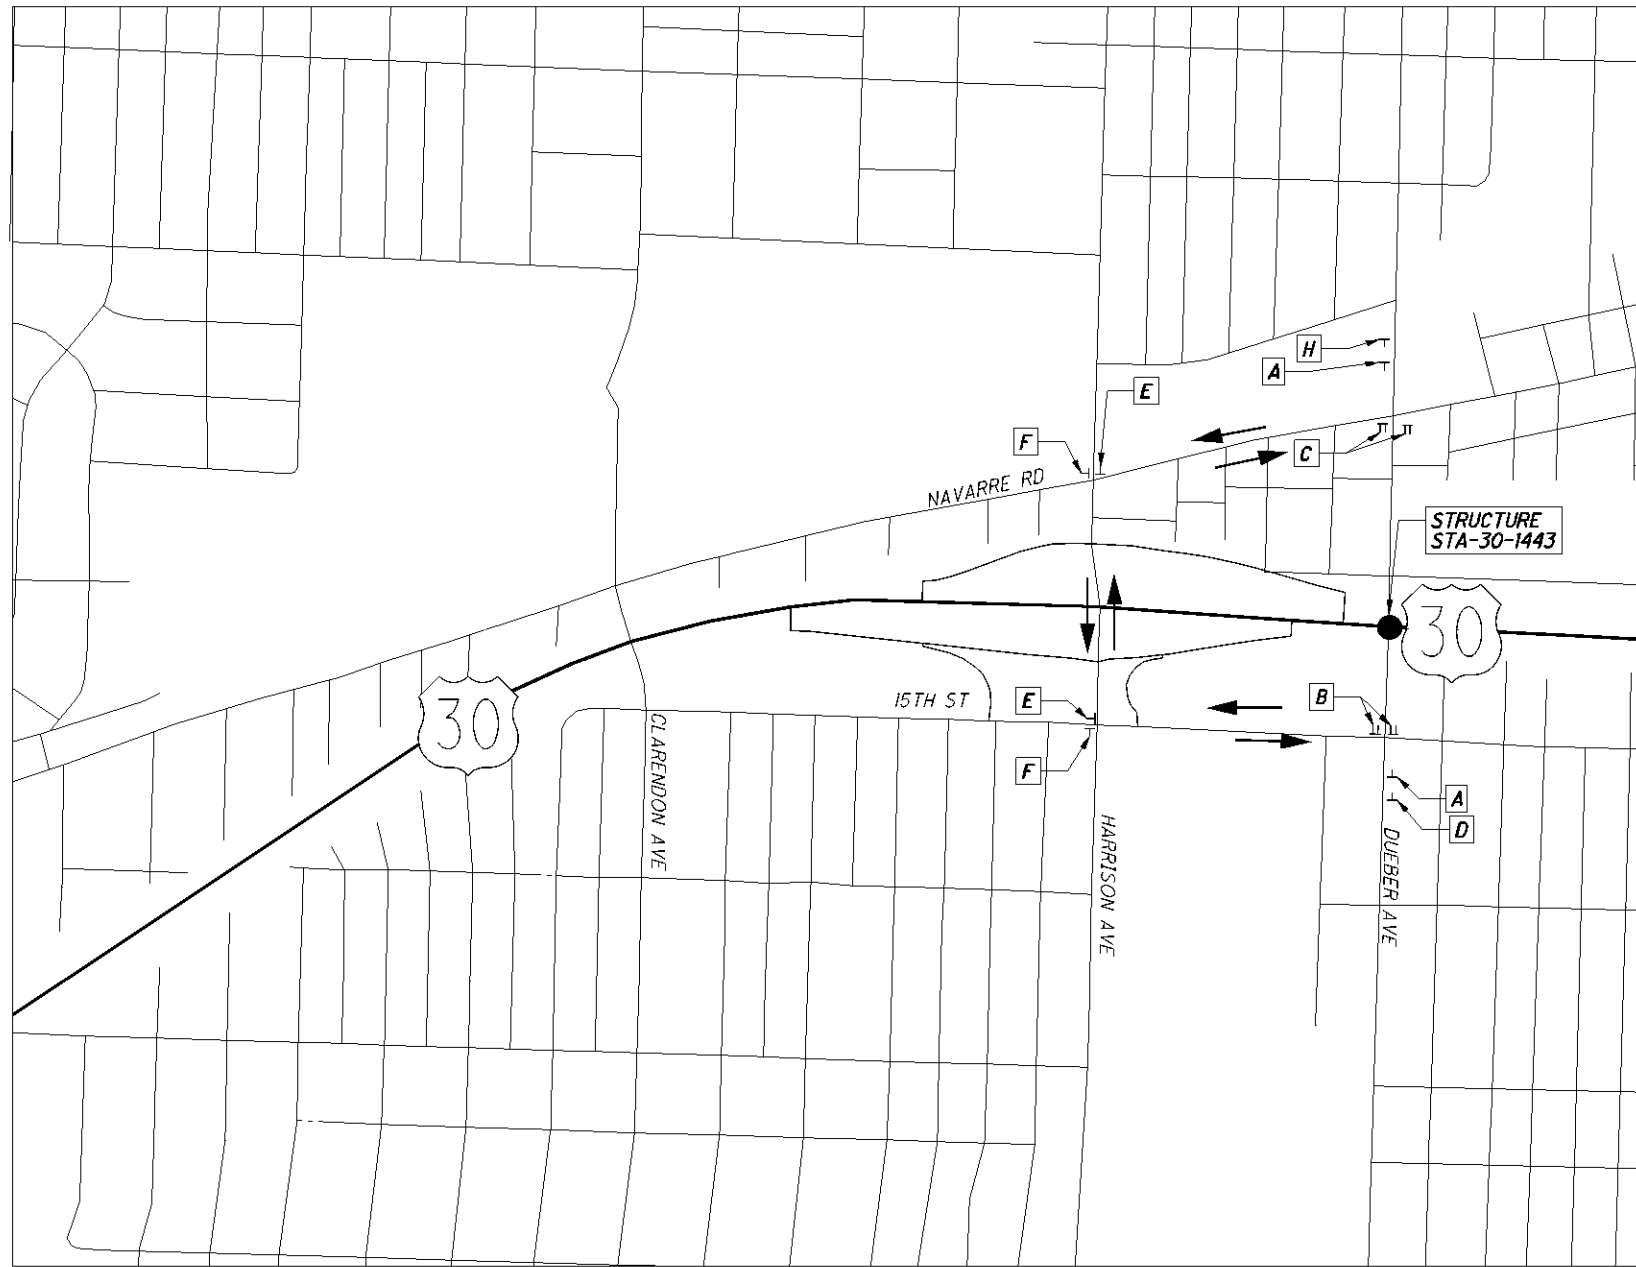 H
A
E
F
C
NAVARRE RD
STRUCTURE
STA-30-1443
30
30
15TH ST
E
B
F
A
D
CLARENDON AVE
HARRISON AVE
DUEBER AVE